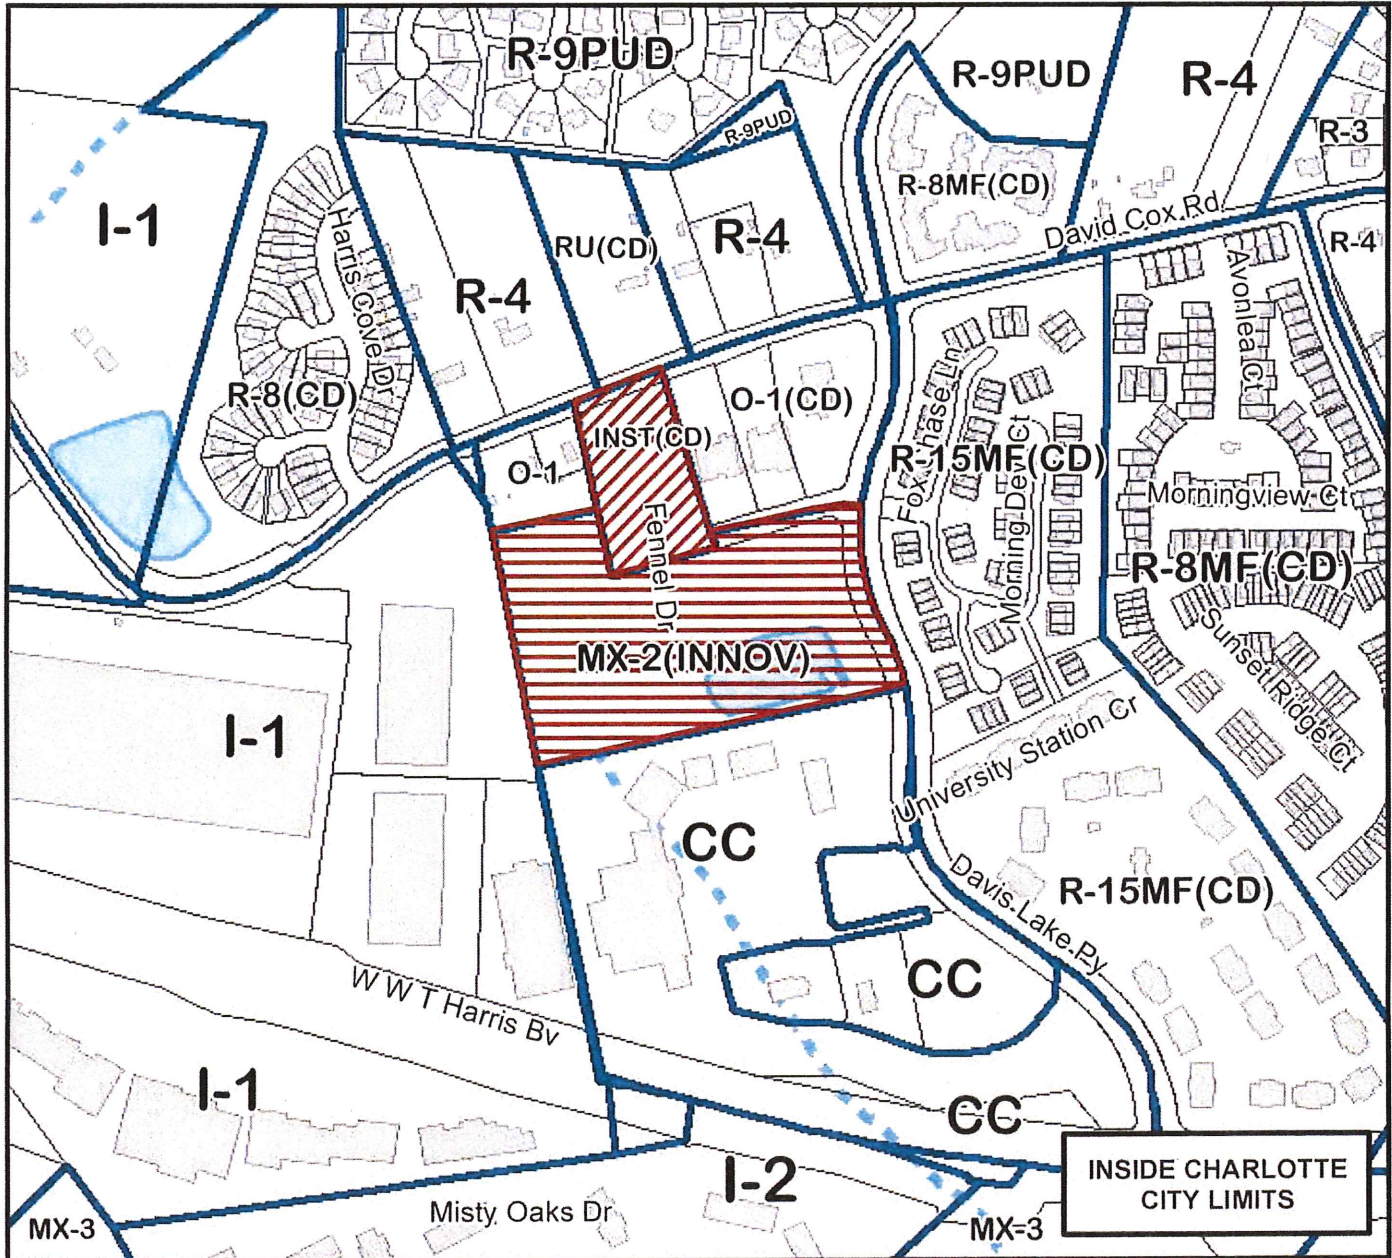 R-9PUD
R-9PUD
R-4
R-9PUD
R-3
R-8MF(CD)
I-1
Harris Cove Dr
RU(CD)
R-4
David Cox Rd
R-4
R-4
Avonlea Ct
R-8(CD)
O-1(CD)
Foxchase Ln
INST(CD)
O-1
R-15MF(CD)
Morning Dew Ct
Morningview Ct
Fennel Dr
R-8MF(CD)
Sunset Ridge Ct
MX-2(INNOV)
I-1
University Station Cr
CC
Davis Lake Py
R-15MF(CD)
CC
W W T Harris Bv
I-1
CC
I-2
INSIDE CHARLOTTE
CITY LIMITS
Misty Oaks Dr
MX-3
MX-3